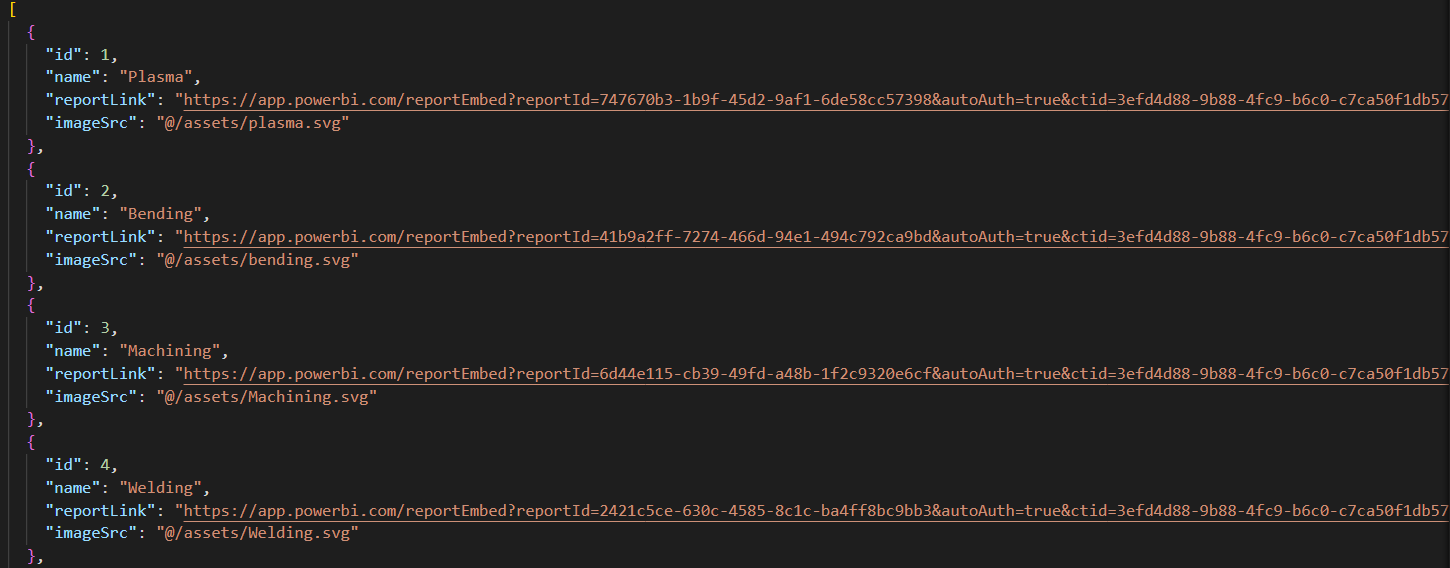 [
  {
    "id": 1,
    "name": "Plasma",
    "reportLink": "https://app.powerbi.com/reportEmbed?reportId=747670b3-1b9f-45d2-9af1-6de58cc57398&autoAuth=true&ctid=3efd4d88-9b88-4fc9-b6c0-c7ca50f1db57
    "imageSrc": "@/assets/plasma.svg"
  },
  {
    "id": 2,
    "name": "Bending",
    "reportLink": "https://app.powerbi.com/reportEmbed?reportId=41b9a2ff-7274-466d-94e1-494c792ca9bd&autoAuth=true&ctid=3efd4d88-9b88-4fc9-b6c0-c7ca50f1db57
    "imageSrc": "@/assets/bending.svg"
  },
  {
    "id": 3,
    "name": "Machining",
    "reportLink": "https://app.powerbi.com/reportEmbed?reportId=6d44e115-cb39-49fd-a48b-1f2c9320e6cf&autoAuth=true&ctid=3efd4d88-9b88-4fc9-b6c0-c7ca50f1db57
    "imageSrc": "@/assets/Machining.svg"
  },
  {
    "id": 4,
    "name": "Welding",
    "reportLink": "https://app.powerbi.com/reportEmbed?reportId=2421c5ce-630c-4585-8c1c-ba4ff8bc9bb3&autoAuth=true&ctid=3efd4d88-9b88-4fc9-b6c0-c7ca50f1db57
    "imageSrc": "@/assets/Welding.svg"
  },